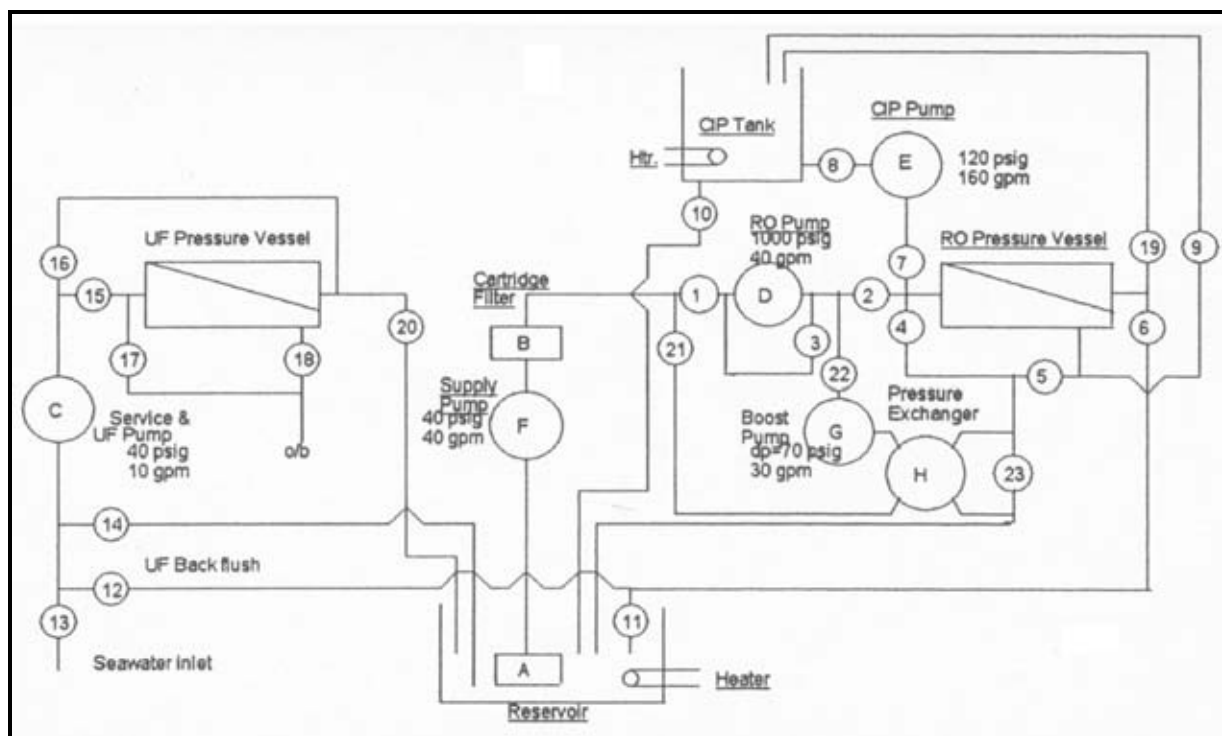 CIP Tank
Htr.
8
CIP Pump
E
120 psig
160 gpm
10
RO Pump
1000 psig
40 gpm
7
RO Pressure Vessel
19
9
UF Pressure Vessel
16
15
17
18
20
Cartridge
Filter
B
1
D
2
4
6
21
3
22
5
C
Service &
UF Pump
40 psig
10 gpm
o/b
Supply
Pump
40 psig
40 gpm
F
Boost
Pump
dp=70 psig
30 gpm
G
Pressure
Exchanger
H
23
14
UF Back flush
12
13
11
Seawater inlet
A
Heater
Reservoir